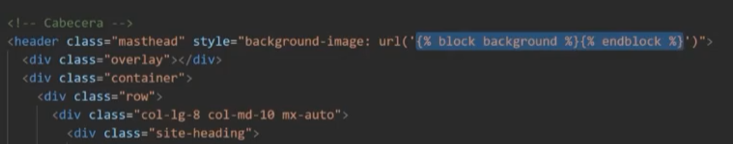 <!-- Cabecera -->
<header class="masthead" style="background-image: url('{% block background %}{% endblock %}')">
<div class="overlay"></div>
<div class="container">
<div class="row">
<div class="col-lg-8 col-md-10 mx-auto">
<div class="site-heading">